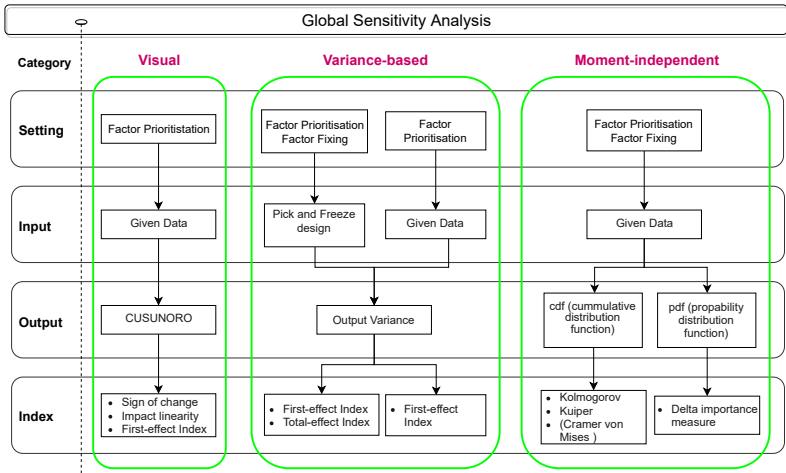 Global Sensitivity Analysis
Category
Visual
Variance-based
Moment-independent
Setting
Factor Prioritistation
Factor Prioritisation
Factor Fixing
Factor
Prioritisation
Factor Prioritisation
Factor Fixing
Input
Given Data
Pick and Freeze
design
Given Data
Given Data
Output
CUSUNORO
Output Variance
cdf (cummulative
distribution
function)
pdf (propability
distribution
function)
Index
• Sign of change
• Impact linearity
• First-effect Index
• First-effect Index
• Total-effect Index
• First-effect
Index
• Kolmogorov
• Kuiper
• (Cramer von
Mises )
• Delta importance
measure